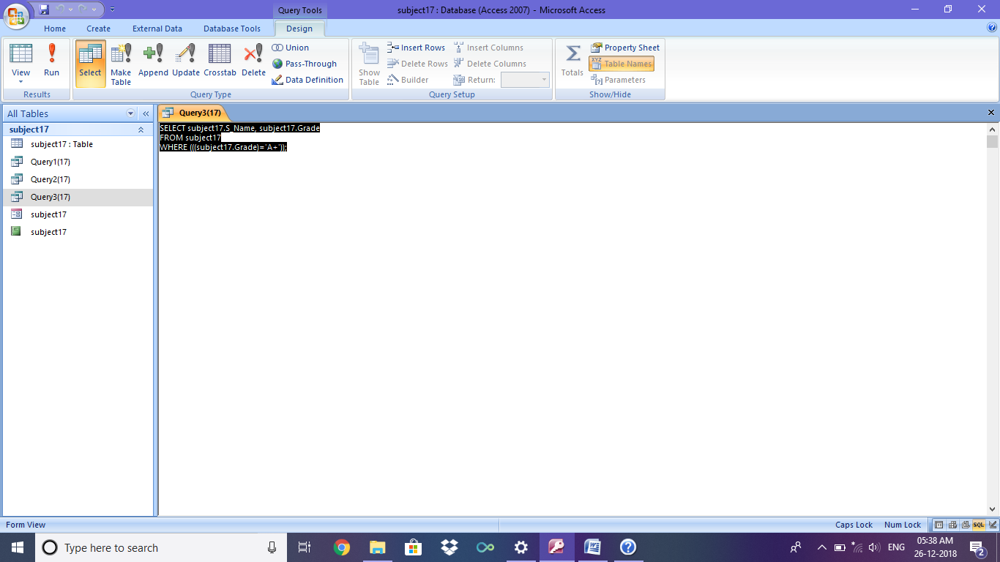 Query Tools
subject17 : Database (Access 2007) - Microsoft Access
Home Create External Data Database Tools Design
View
Run
Results
Select
Make Table
Append
Update
Crosstab
Delete
Union
Pass-Through
Data Definition
Query Type
Show Table
Insert Rows
Delete Rows
Builder
Insert Columns
Delete Columns
Return:
Query Setup
Totals
Property Sheet
XYZ
Table Names
Parameters
Show/Hide
All Tables
subject17
subject17 : Table
Query1(17)
Query2(17)
Query3(17)
subject17
subject17
Query3(17)
SELECT subject17.S_Name, subject17.Grade
FROM subject17
WHERE (((subject17.Grade)='A+'));
Form View
Caps Lock Num Lock
SQL
Type here to search
ENG
05:38 AM
26-12-2018
2